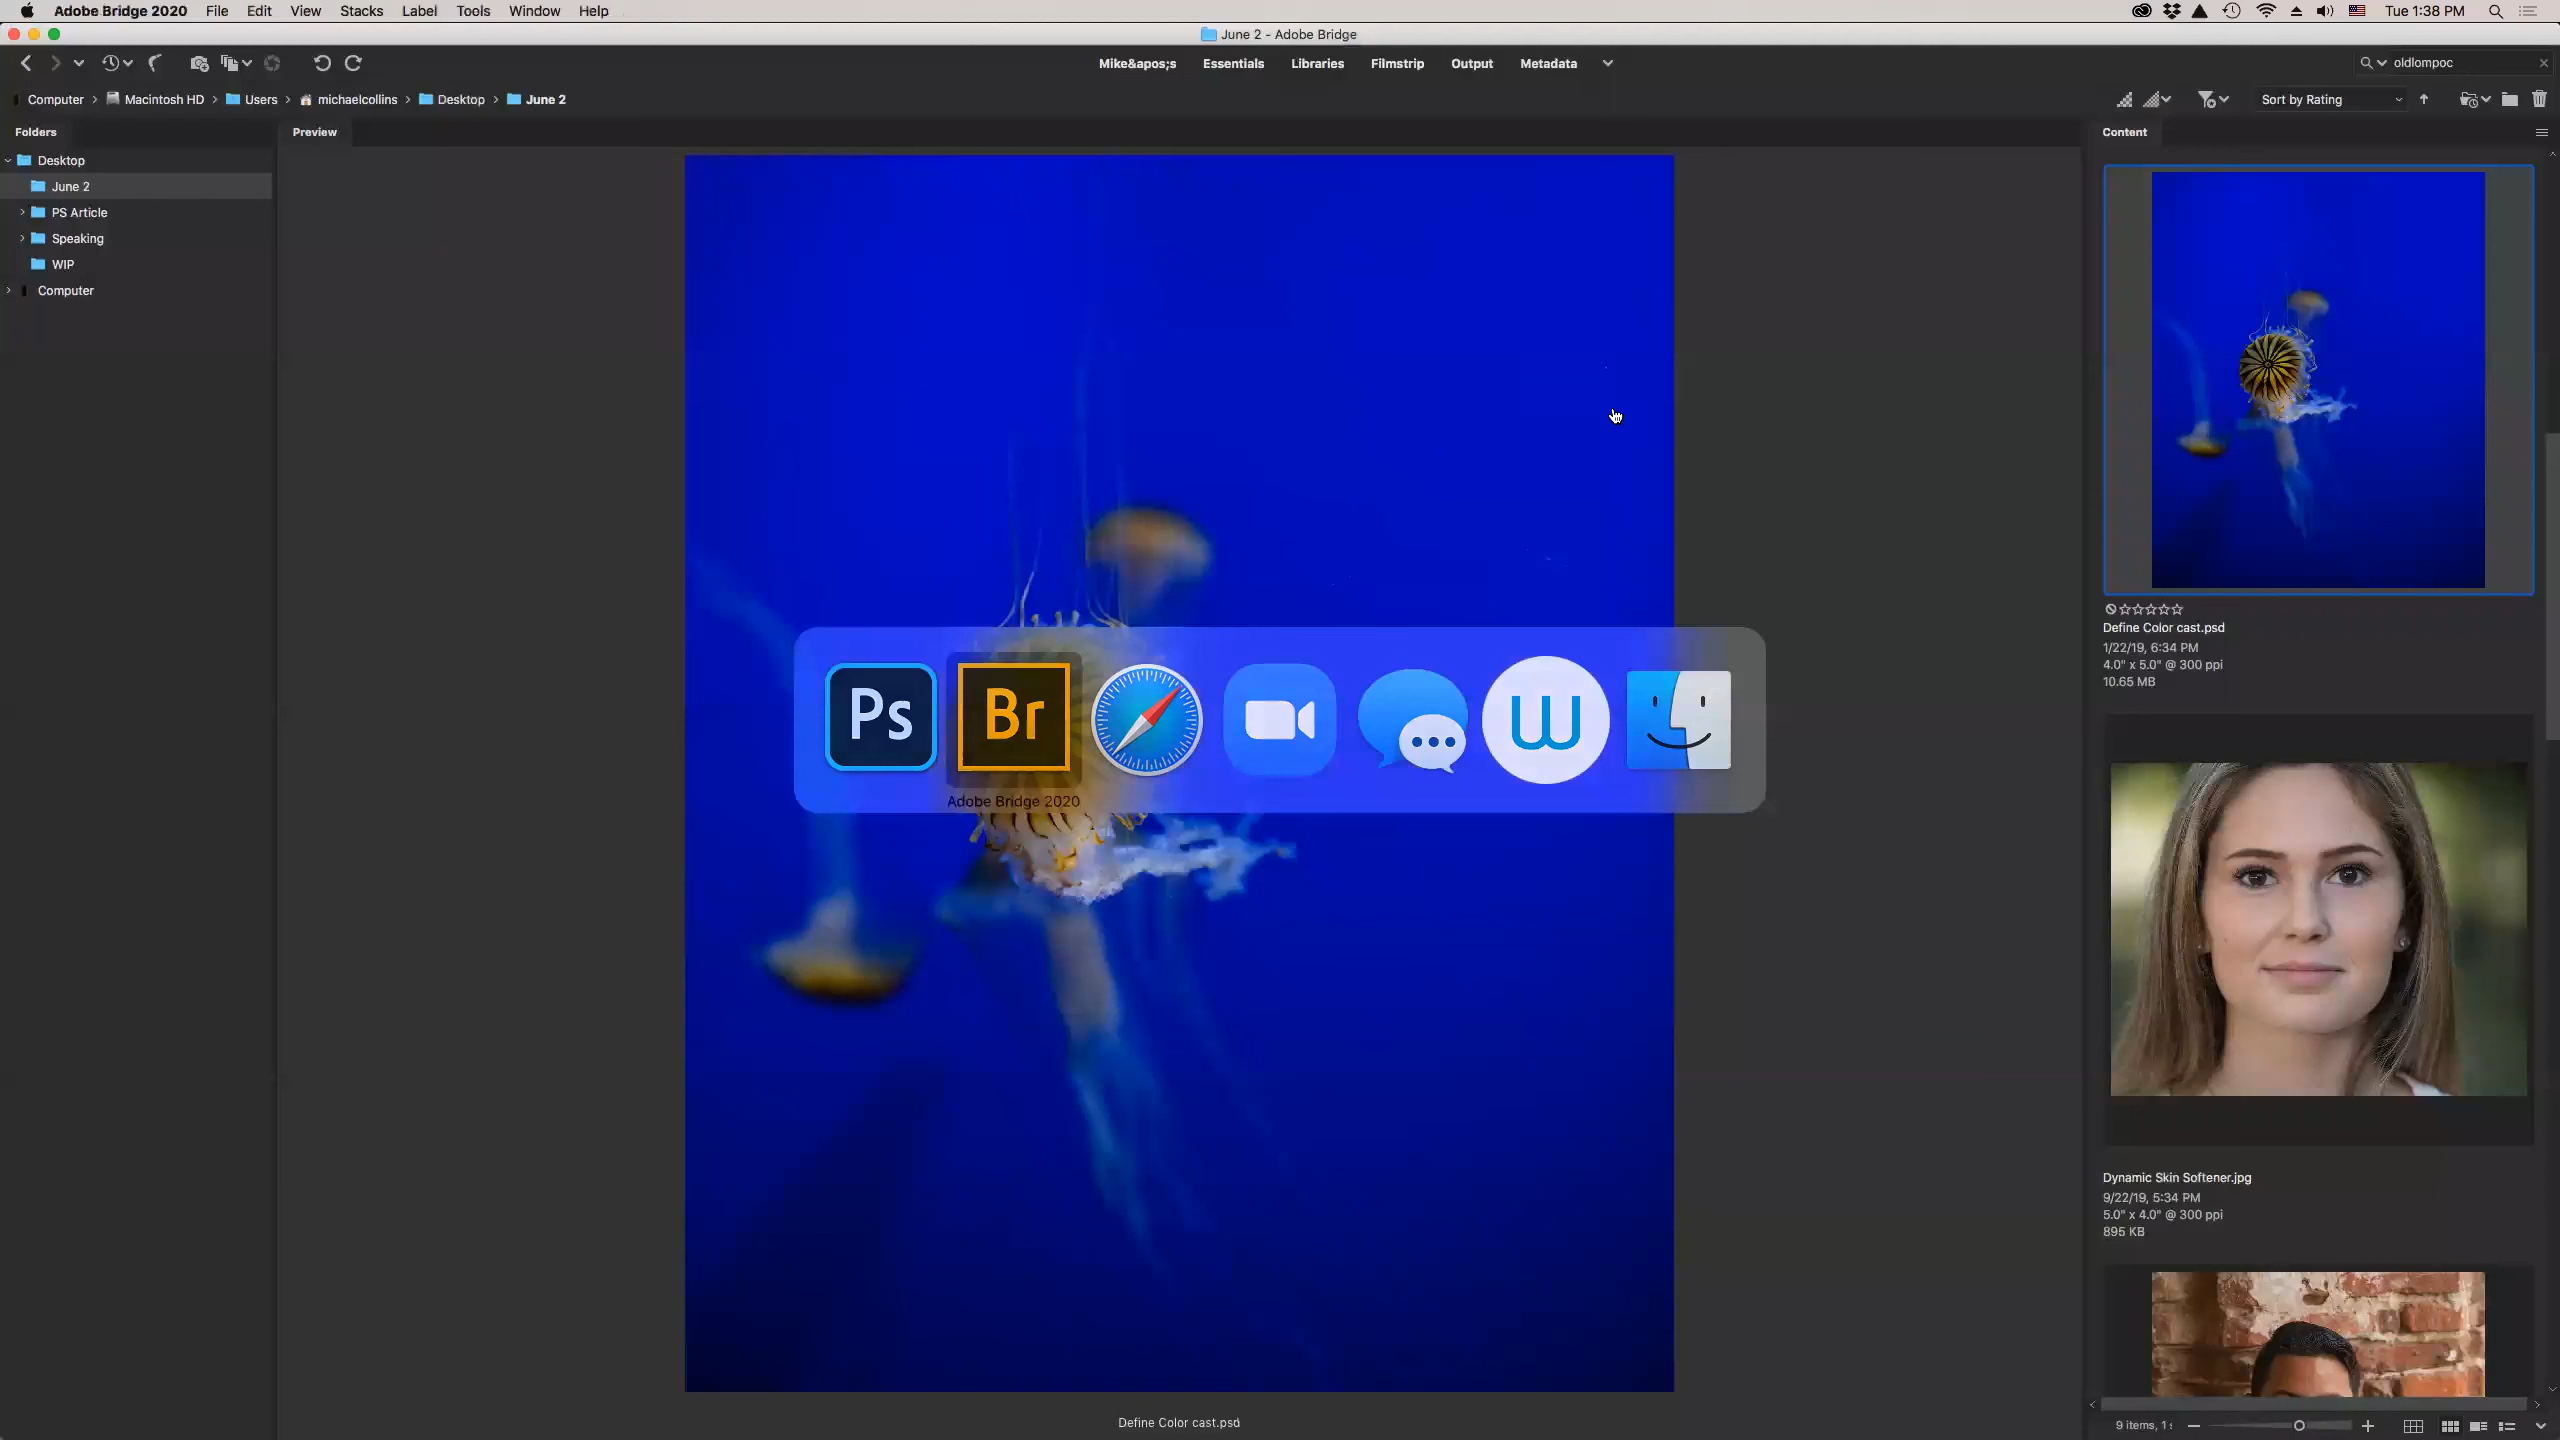 Adobe Bridge 2020 File Edit View Stacks Label Tools Window Help Tue 1:38 PM
June 2 - Adobe Bridge
Mike&apos;s Essentials Libraries Filmstrip Output Metadata oldlompoc
Computer Macintosh HD Users michaelcollins Desktop June 2 Sort by Rating
Folders
Preview
Content
Desktop
June 2
PS Article
Speaking
WIP
Computer
Ps Br W
Adobe Bridge 2020
Define Color cast.psd
Define Color cast.psd
1/22/19, 6:34 PM
4.0" x 5.0" @ 300 ppi
10.65 MB
Dynamic Skin Softener.jpg
9/22/19, 5:34 PM
5.0" x 4.0" @ 300 ppi
895 KB
9 items, 1